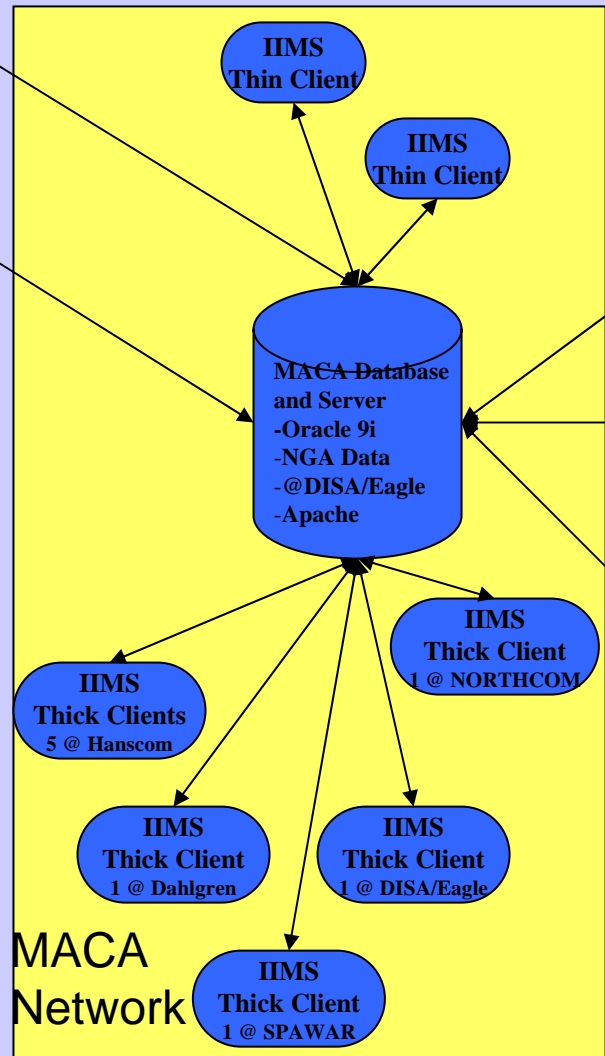 IIMS
Thin Client
IIMS
Thin Client
MACA Database
and Server
-Oracle 9i
-NGA Data
-@DISA/Eagle
-Apache
IIMS
Thick Client
1 @ NORTHCOM
IIMS
Thick Clients
5 @ Hanscom
IIMS
Thick Client
1 @ Dahlgren
IIMS
Thick Client
1 @ DISA/Eagle
MACA
Network
IIMS
Thick Client
1 @ SPAWAR